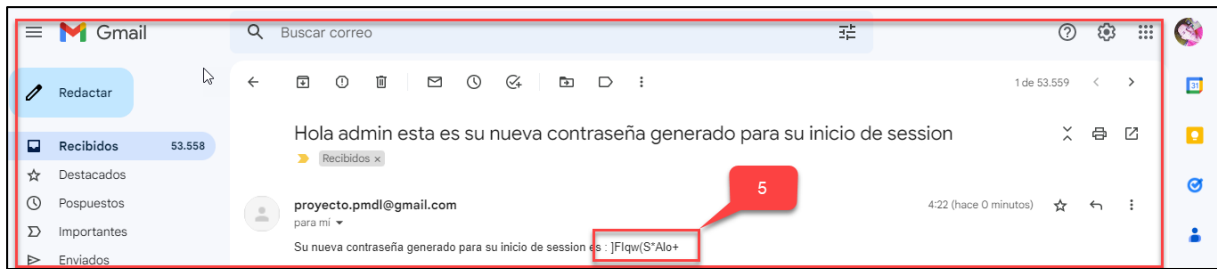 Gmail
Buscar correo
Redactar
1 de 53.559
31
Hola admin esta es su nueva contraseña generado para su inicio de session
Recibidos 53.558
Recibidos x
Destacados
5
Pospuestos
proyecto.pmdl@gmail.com
4:22 (hace 0 minutos)
para mí
Importantes
Su nueva contraseña generado para su inicio de session es : ]FIqw(S*Alo+
Enviados